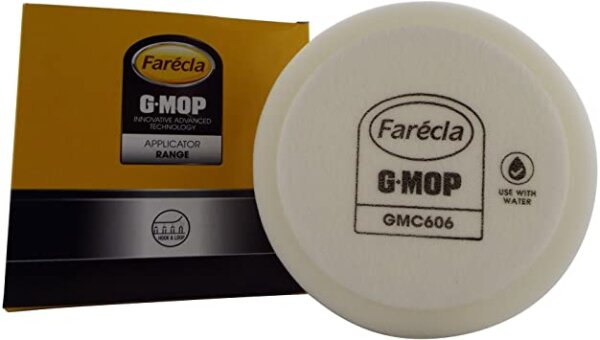 Farécla
G·MOP
INNOVATIVE ADVANCED
TECHNOLOGY
APPLICATOR
RANGE
HOOK & LOOP
Farécla
G·MOP
GMC606
USE WITH
WATER